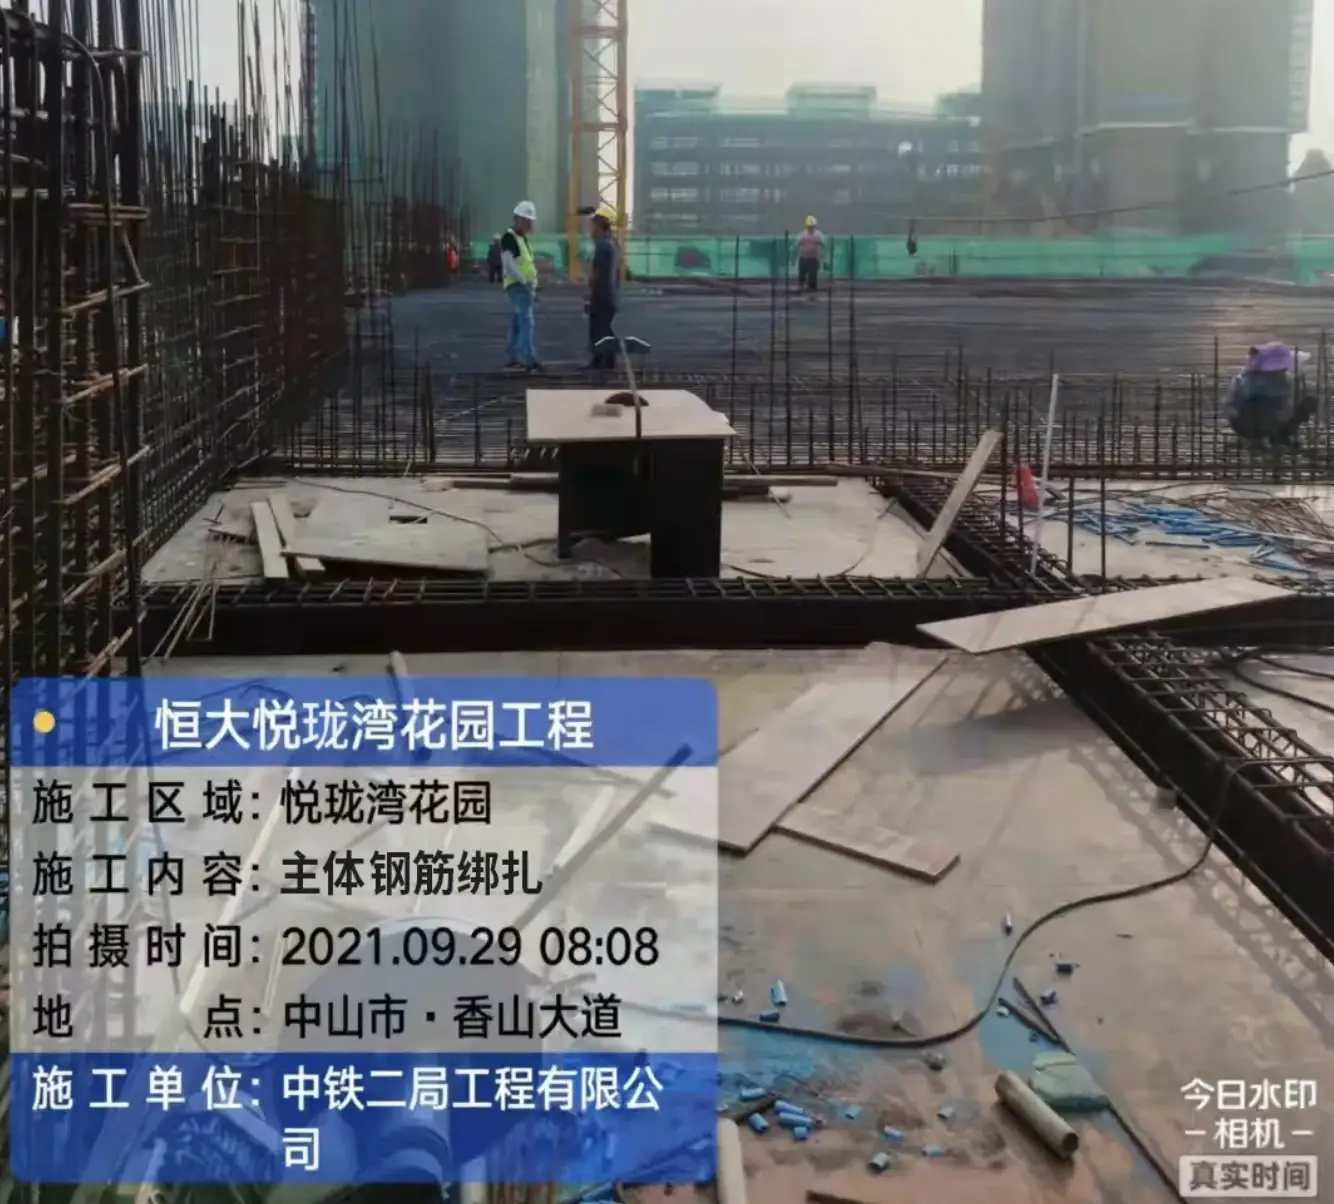 恒大悦珑湾花园工程
施工区域：悦珑湾花园
施工内容：主体钢筋绑扎
拍摄时间：2021.09.29 08:08
地点：中山市·香山大道
施工单位：中铁二局工程有限公
司
今日水印
-相机-
真实时间